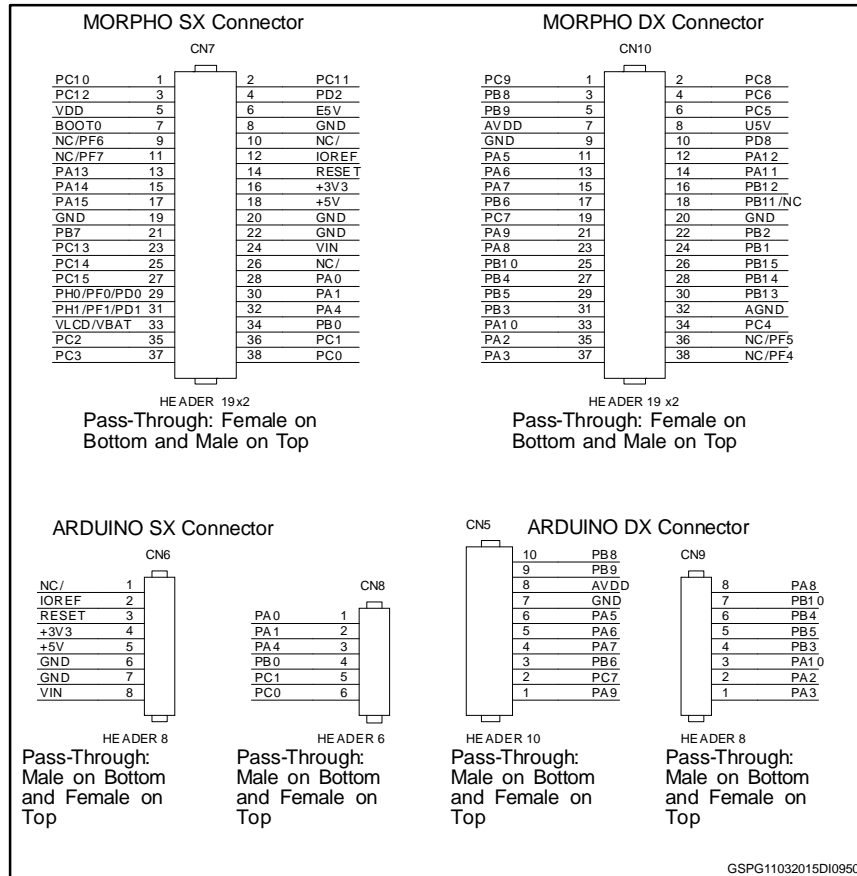 MORPHO SX Connector
MORPHO DX Connector
CN7
CN10
PC10 1 2 PC11
PC12 3 4 PD2
VDD 5 6 E5V
BOOT0 7 8 GND
NC/PF6 9 10 NC/
NC/PF7 11 12 IOREF
PA13 13 14 RESET
PA14 15 16 +3V3
PA15 17 18 +5V
GND 19 20 GND
PB7 21 22 GND
PC13 23 24 VIN
PC14 25 26 NC/
PC15 27 28 PA0
PH0/PF0/PD0 29 30 PA1
PH1/PF1/PD1 31 32 PA4
VLCD/VBAT 33 34 PB0
PC2 35 36 PC1
PC3 37 38 PC0
HEADER 19x2
Pass-Through: Female on
Bottom and Male on Top
PC9 1 2 PC8
PB8 3 4 PC6
PB9 5 6 PC5
AVDD 7 8 U5V
GND 9 10 PD8
PA5 11 12 PA12
PA6 13 14 PA11
PA7 15 16 PB12
PB6 17 18 PB11/NC
PC7 19 20 GND
PA9 21 22 PB2
PA8 23 24 PB1
PB10 25 26 PB15
PB4 27 28 PB14
PB5 29 30 PB13
PB3 31 32 AGND
PA10 33 34 PC4
PA2 35 36 NC/PF5
PA3 37 38 NC/PF4
HEADER 19 x2
Pass-Through: Female on
Bottom and Male on Top
ARDUINO SX Connector
CN6
NC/ 1
IOREF 2
RESET 3
+3V3 4
+5V 5
GND 6
GND 7
VIN 8
HEADER 8
Pass-Through:
Male on Bottom
and Female on
Top
CN8
PA0 1
PA1 2
PA4 3
PB0 4
PC1 5
PC0 6
HEADER 6
Pass-Through:
Male on Bottom
and Female on
Top
ARDUINO DX Connector
CN5
10 PB8
9 PB9
8 AVDD
7 GND
6 PA5
5 PA6
4 PA7
3 PB6
2 PC7
1 PA9
HEADER 10
Pass-Through:
Male on Bottom
and Female on
Top
CN9
8 PA8
7 PB10
6 PB4
5 PB5
4 PB3
3 PA10
2 PA2
1 PA3
HEADER 8
Pass-Through:
Male on Bottom
and Female on
Top
GSPG11032015DI0950